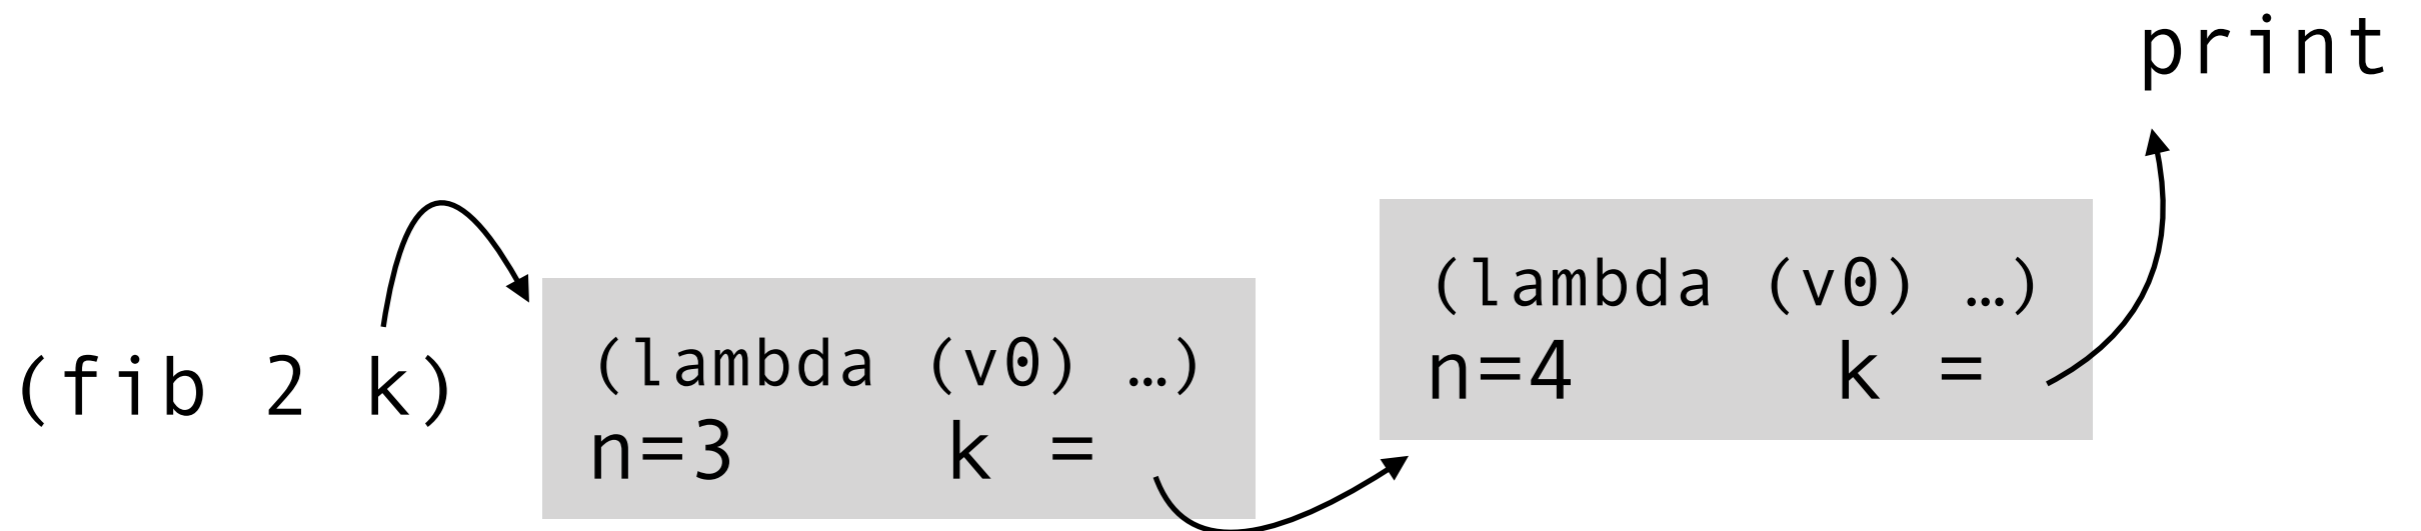 print
(fib 2 k)
(lambda (v0) …)
n=3 k =
(lambda (v0) …)
n=4 k =